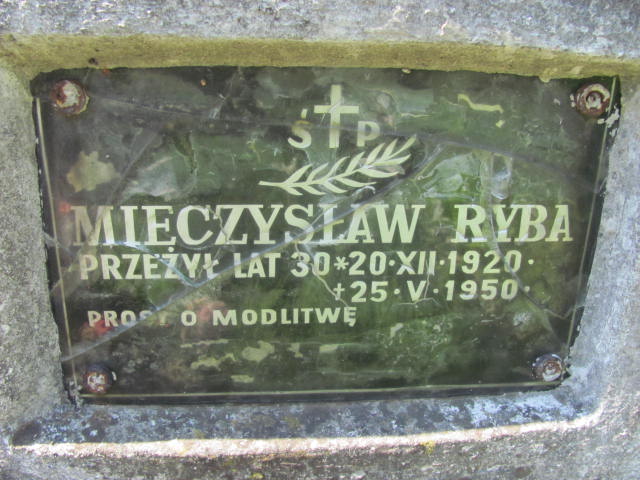 Ś P
MIECZYSŁAW RYBA
PRZEŻYŁ LAT 30 * 20·XII·1920·
† 25·V·1950·
PROSI O MODLITWĘ